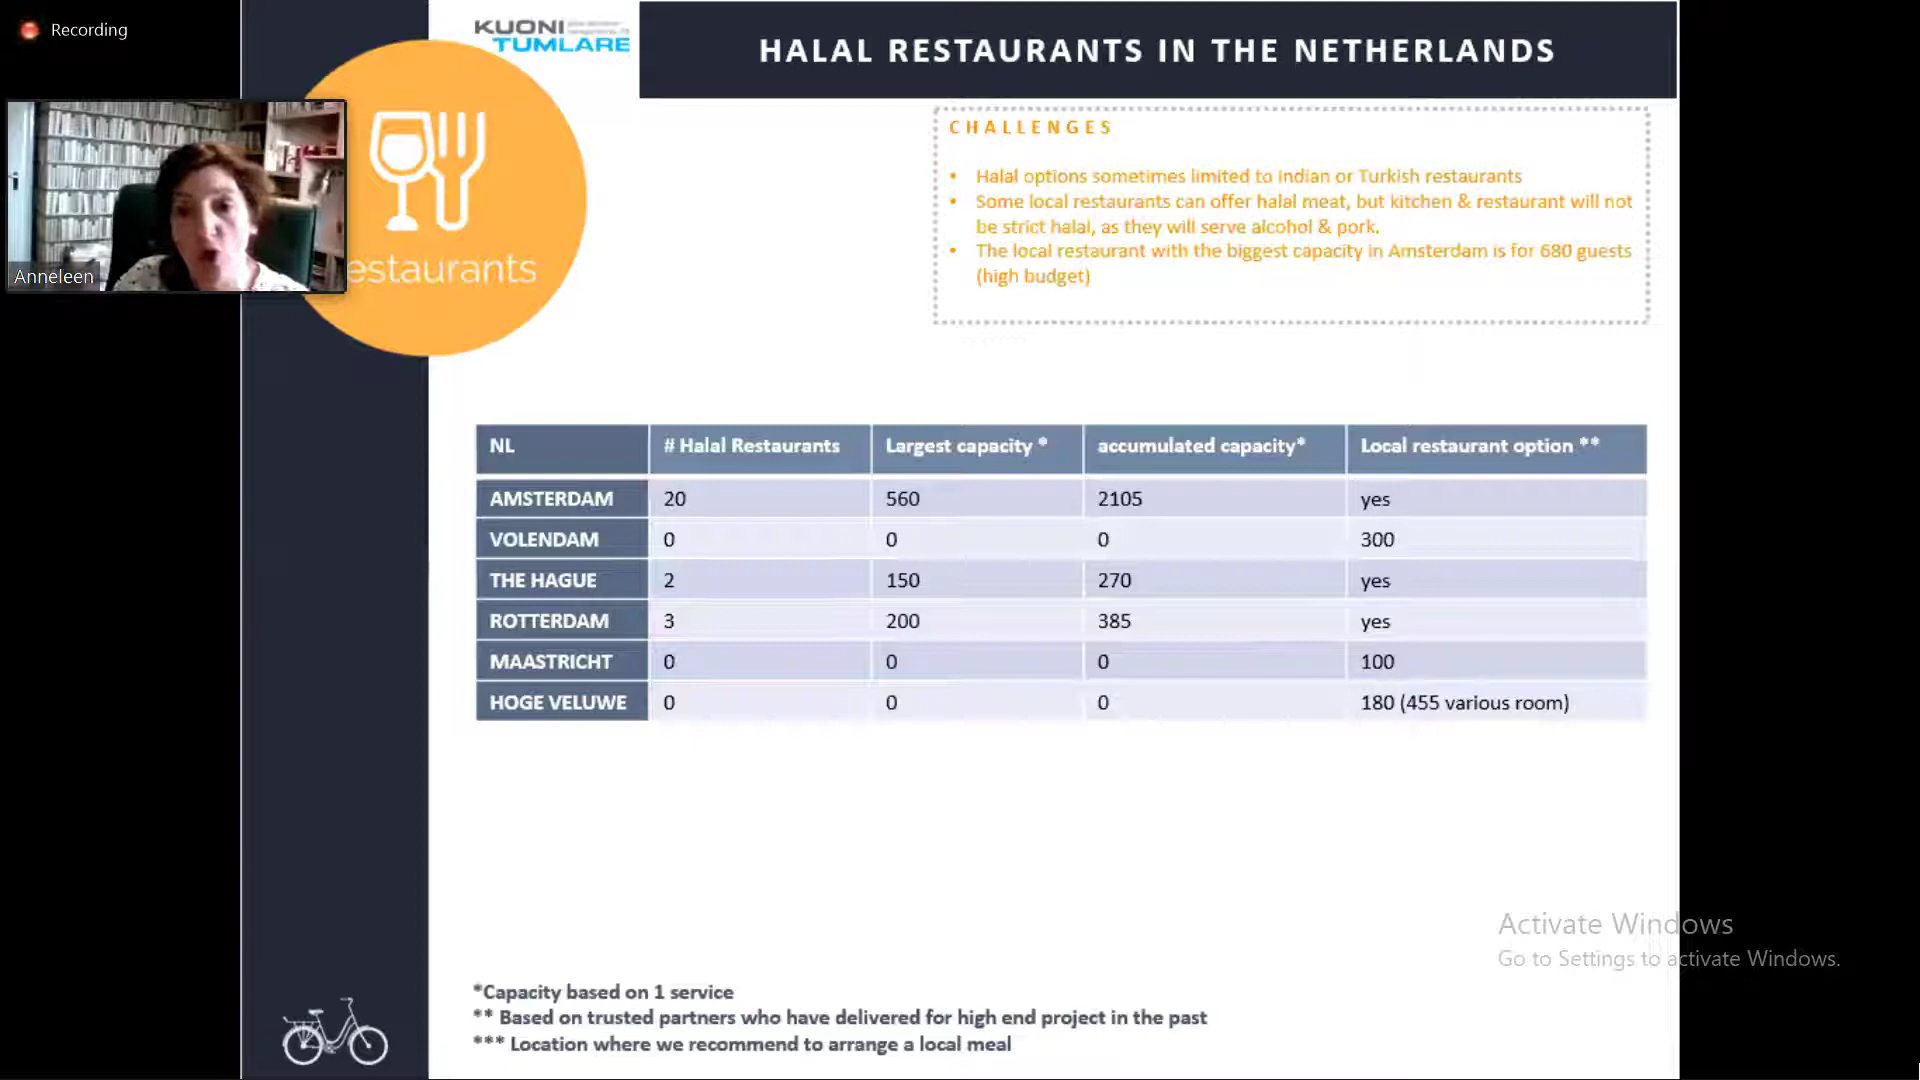 Recording
KUONI
TUMLARE
HALAL RESTAURANTS IN THE NETHERLANDS
Anneleen
estaurants
CHALLENGES
• Halal options sometimes limited to Indian or Turkish restaurants
• Some local restaurants can offer halal meat, but kitchen & restaurant will not
be strict halal, as they will serve alcohol & pork.
• The local restaurant with the biggest capacity in Amsterdam is for 680 guests
(high budget)
NL # Halal Restaurants Largest capacity * accumulated capacity* Local restaurant option **
AMSTERDAM 20 560 2105 yes
VOLENDAM 0 0 0 300
THE HAGUE 2 150 270 yes
ROTTERDAM 3 200 385 yes
MAASTRICHT 0 0 0 100
HOGE VELUWE 0 0 0 180 (455 various room)
Activate Windows
Go to Settings to activate Windows.
*Capacity based on 1 service
** Based on trusted partners who have delivered for high end project in the past
*** Location where we recommend to arrange a local meal